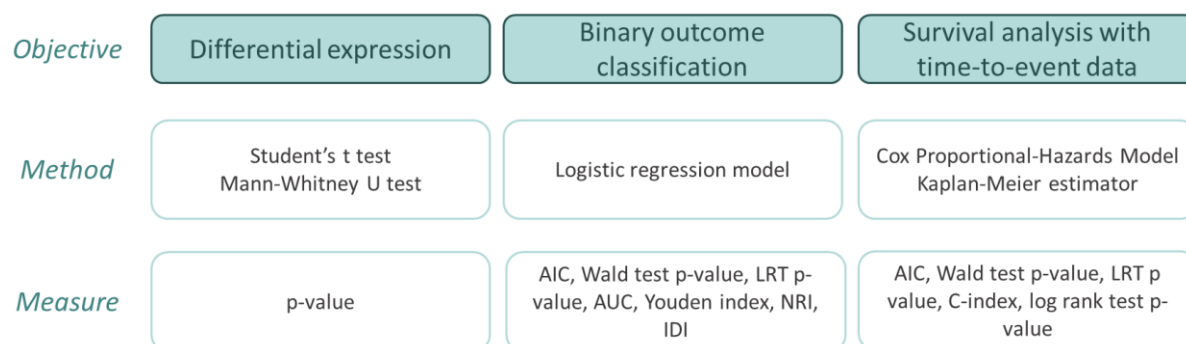 Objective
Differential expression
Binary outcome
classification
Survival analysis with
time-to-event data
Method
Student's t test
Mann-Whitney U test
Logistic regression model
Cox Proportional-Hazards Model
Kaplan-Meier estimator
Measure
p-value
AIC, Wald test p-value, LRT p-
value, AUC, Youden index, NRI,
IDI
AIC, Wald test p-value, LRT p
value, C-index, log rank test p-
value